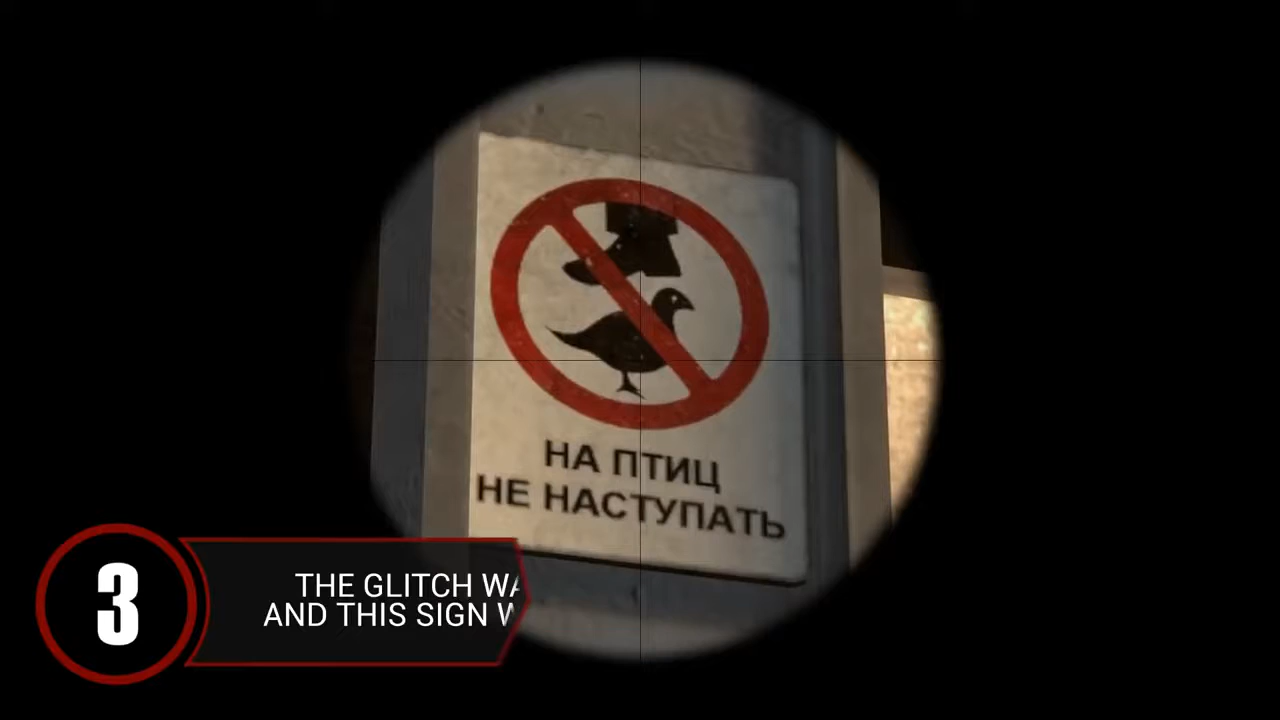 НА ПТИЦ
НЕ НАСТУПАТЬ
3
THE GLITCH
AND THIS SIGN